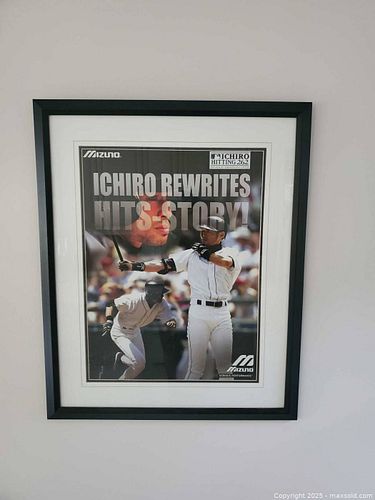 MIZUNO
ICHIRO
HITTING 262
ICHIRO REWRITES
HITS-STORY!
MIZUNO
Copyright 2025 - maxsold.com